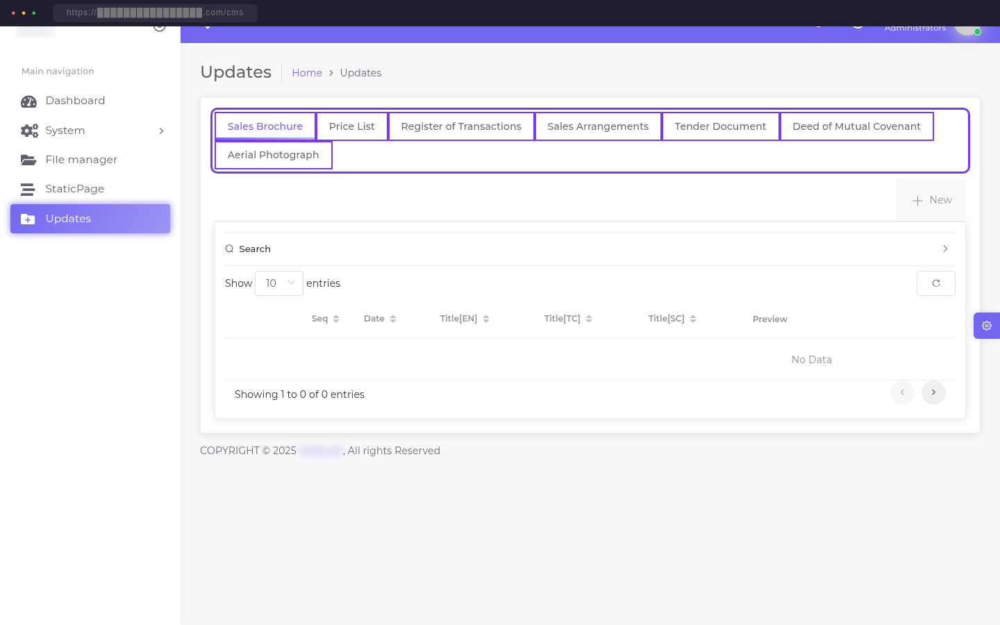 .com/cms
https://
Administrators
Main navigation
Dashboard
System
File manager
StaticPage
Updates
Updates
Home > Updates
Sales Brochure
Price List
Register of Transactions
Sales Arrangements
Tender Document
Deed of Mutual Covenant
Aerial Photograph
New
Search
Show 10 entries
Seq Date Title[EN] Title[TC] Title[SC] Preview
No Data
Showing 1 to 0 of 0 entries
COPYRIGHT © 2025 , All rights Reserved